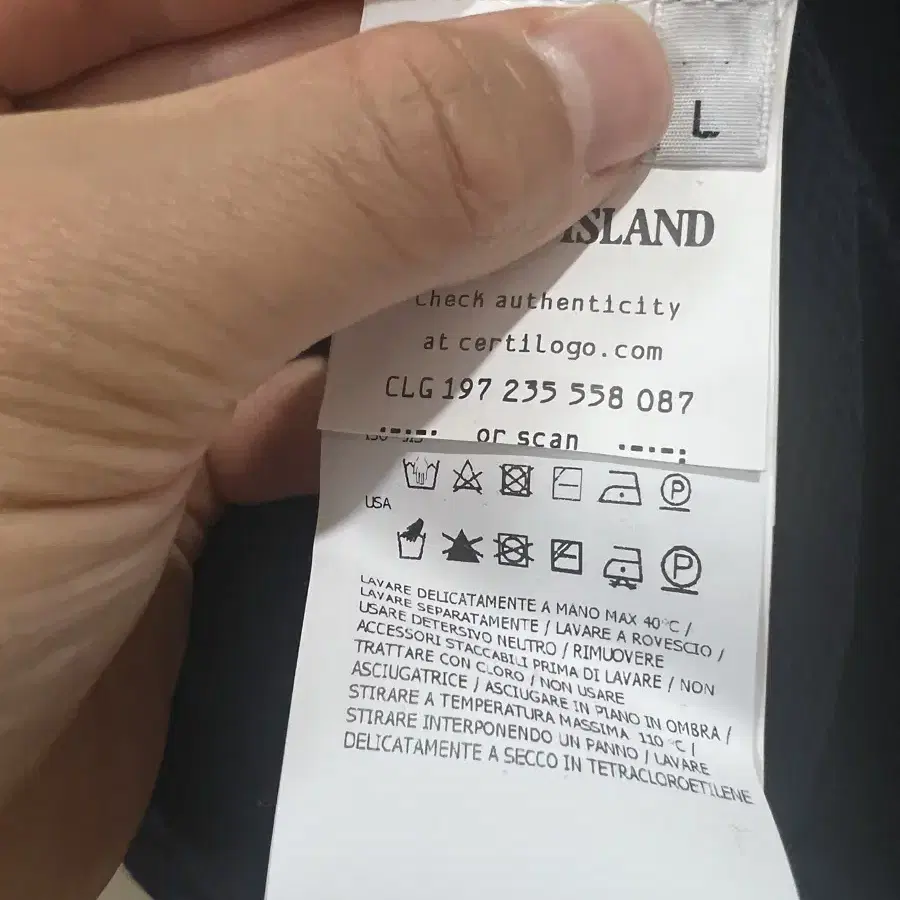 L
ISLAND
Check authenticity
at certilogo.com
CLG 197 235 558 087
or scan
USA
LAVARE DELICATAMENTE A MANO MAX 40°C /
LAVARE SEPARATAMENTE / LAVARE A ROVESCIO /
USARE DETERSIVO NEUTRO / RIMUOVERE
ACCESSORI STACCABILI PRIMA DI LAVARE / NON
TRATTARE CON CLORO / NON USARE
ASCIUGATRICE / ASCIUGARE IN PIANO IN OMBRA /
STIRARE A TEMPERATURA MASSIMA 110°C /
STIRARE INTERPONENDO UN PANNO / LAVARE
DELICATAMENTE A SECCO IN TETRACLOROETILENE